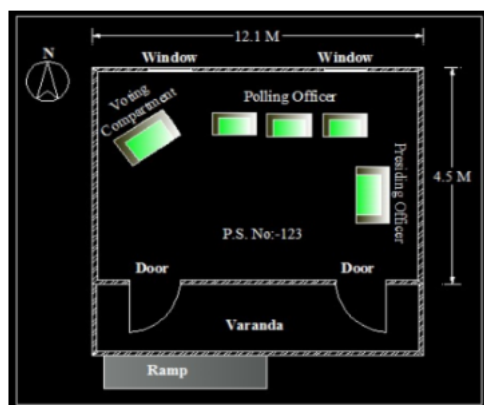 12.1 M
N
Window
Window
Voting
Compartment
Polling Officer
4.5 M
Presiding Officer
P.S. No:-123
Door
Door
Varanda
Ramp